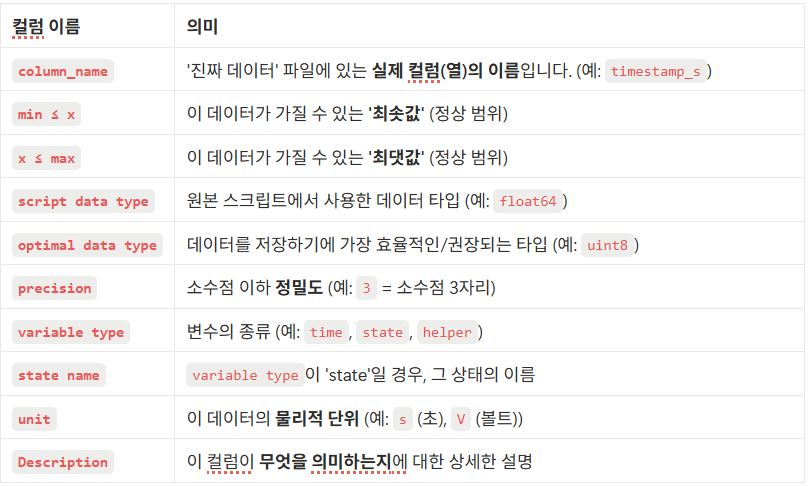 컬럼 이름 의미
column_name '진짜 데이터' 파일에 있는 실제 컬럼(열)의 이름입니다. (예: timestamp_s)
min ≤ x 이 데이터가 가질 수 있는 '최솟값' (정상 범위)
x ≤ max 이 데이터가 가질 수 있는 '최댓값' (정상 범위)
script data type 원본 스크립트에서 사용한 데이터 타입 (예: float64)
optimal data type 데이터를 저장하기에 가장 효율적인/권장되는 타입 (예: uint8)
precision 소수점 이하 정밀도 (예: 3 = 소수점 3자리)
variable type 변수의 종류 (예: time, state, helper)
state name variable type이 'state'일 경우, 그 상태의 이름
unit 이 데이터의 물리적 단위 (예: s (초), V (볼트))
Description 이 컬럼이 무엇을 의미하는지에 대한 상세한 설명